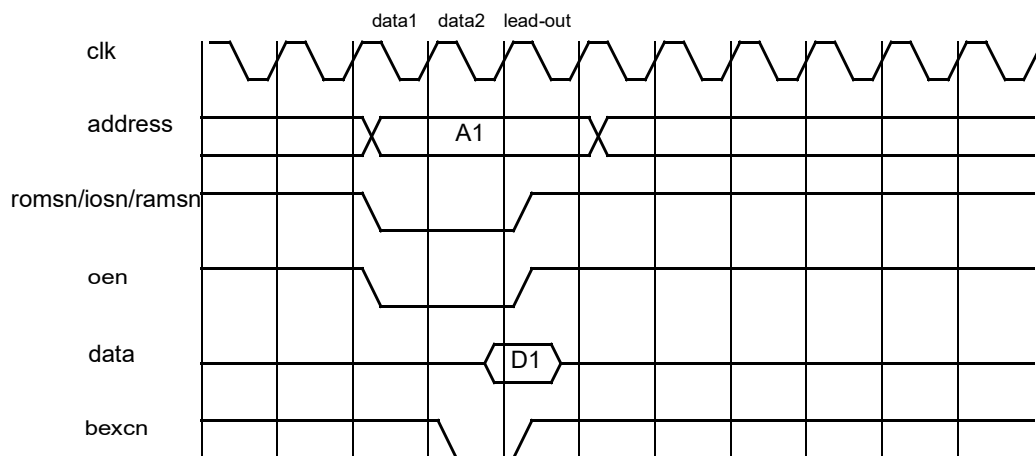 data1 data2 lead-out
clk
address A1
romsn/iosn/ramsn
oen
data D1
bexcn